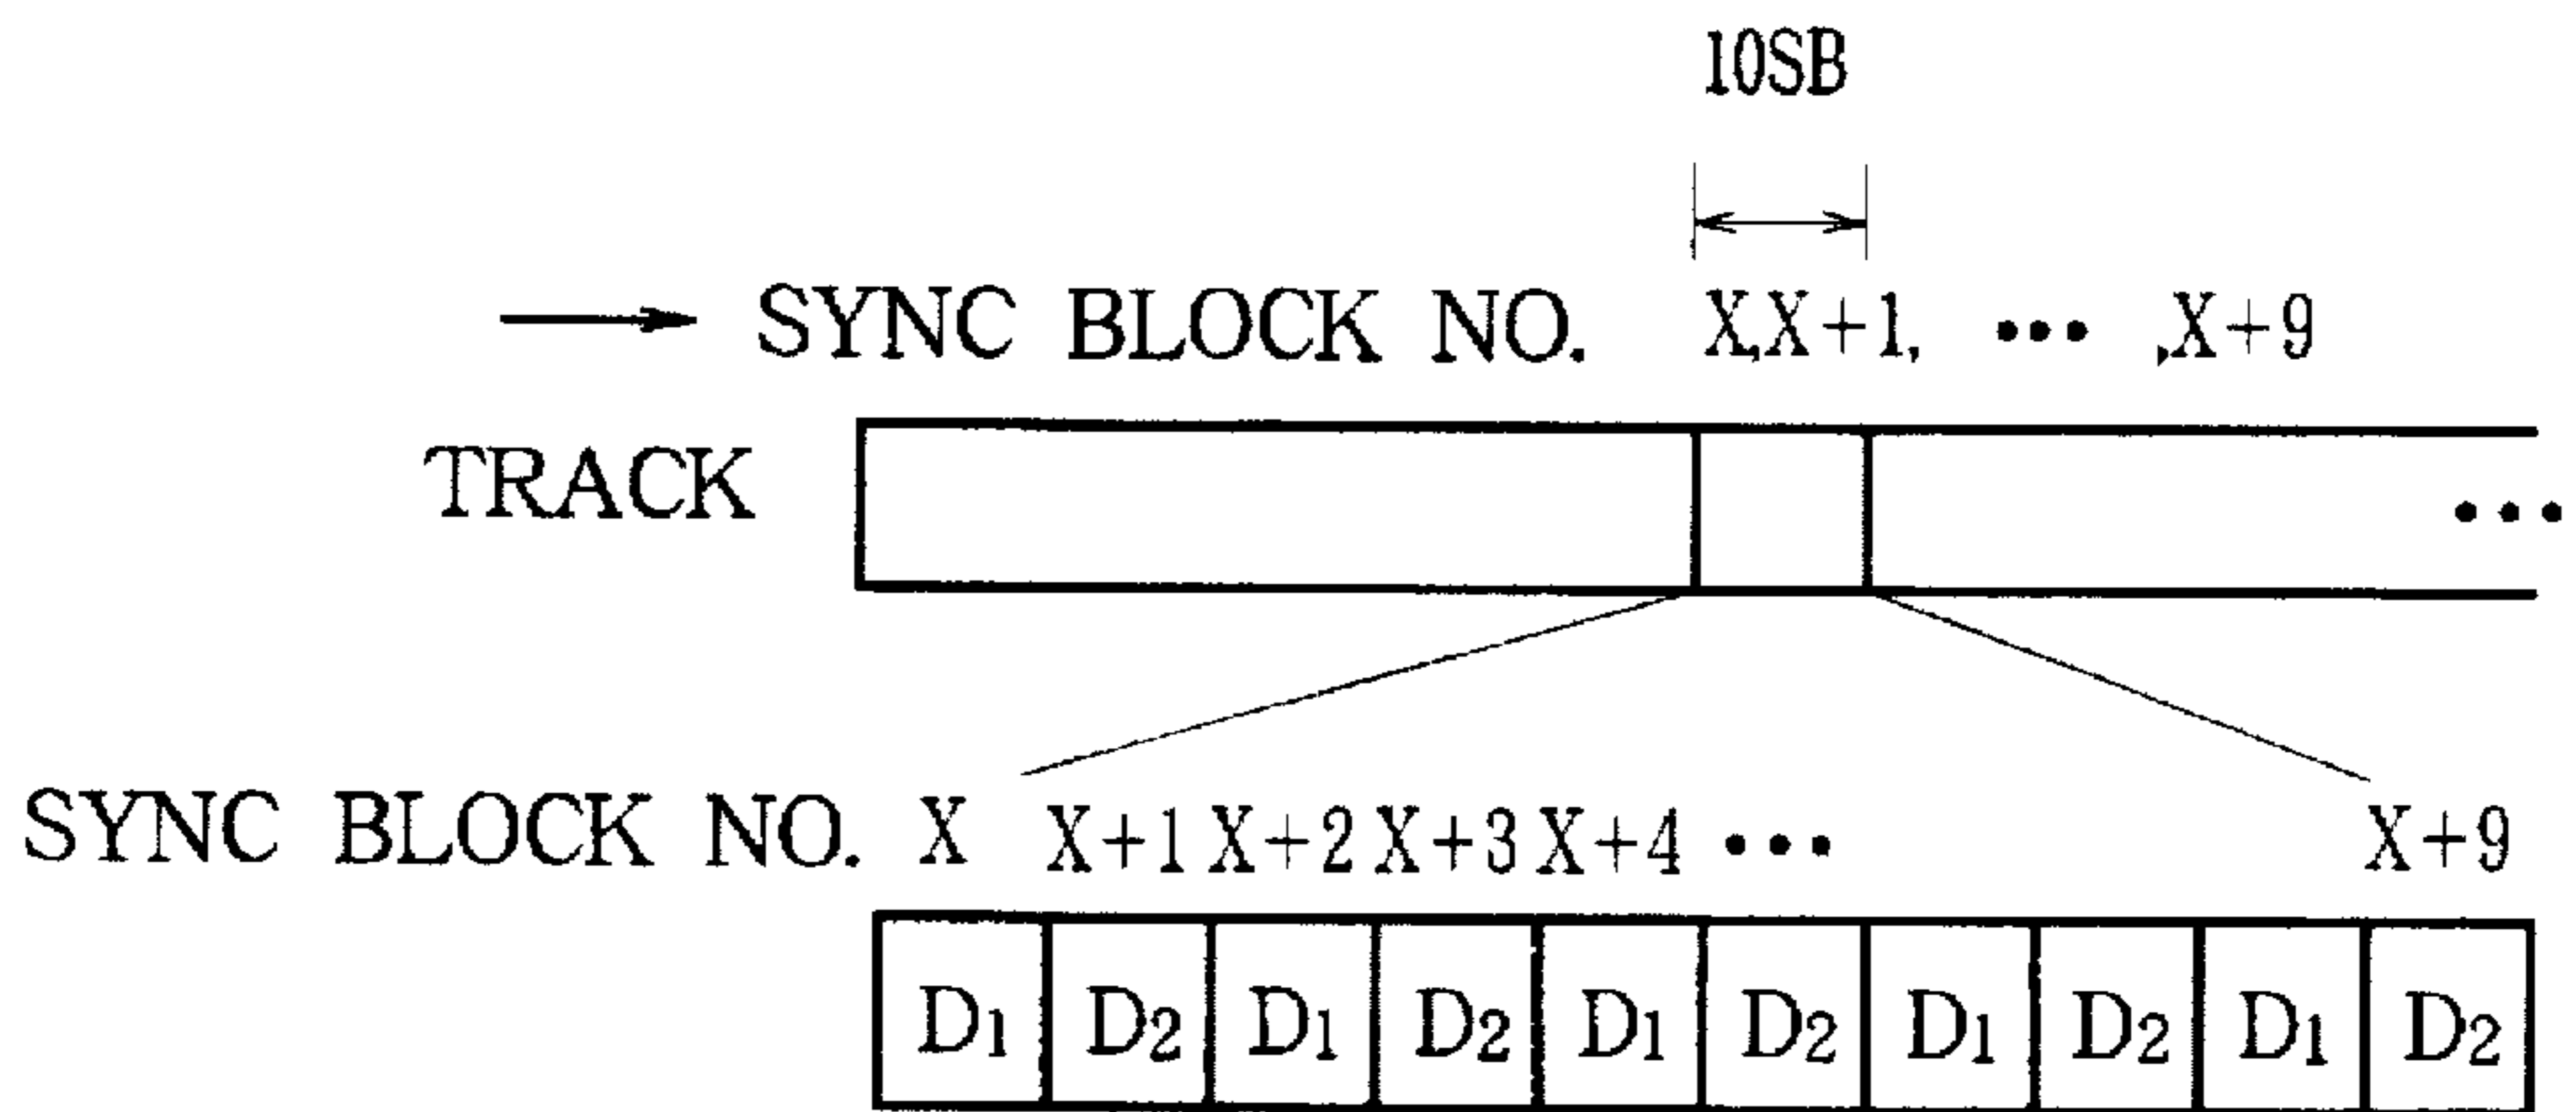 10SB
SYNC BLOCK NO. X,X+1, ••• ,X+9
TRACK •••
SYNC BLOCK NO. X X+1 X+2 X+3 X+4 ••• X+9
D1 D2 D1 D2 D1 D2 D1 D2 D1 D2